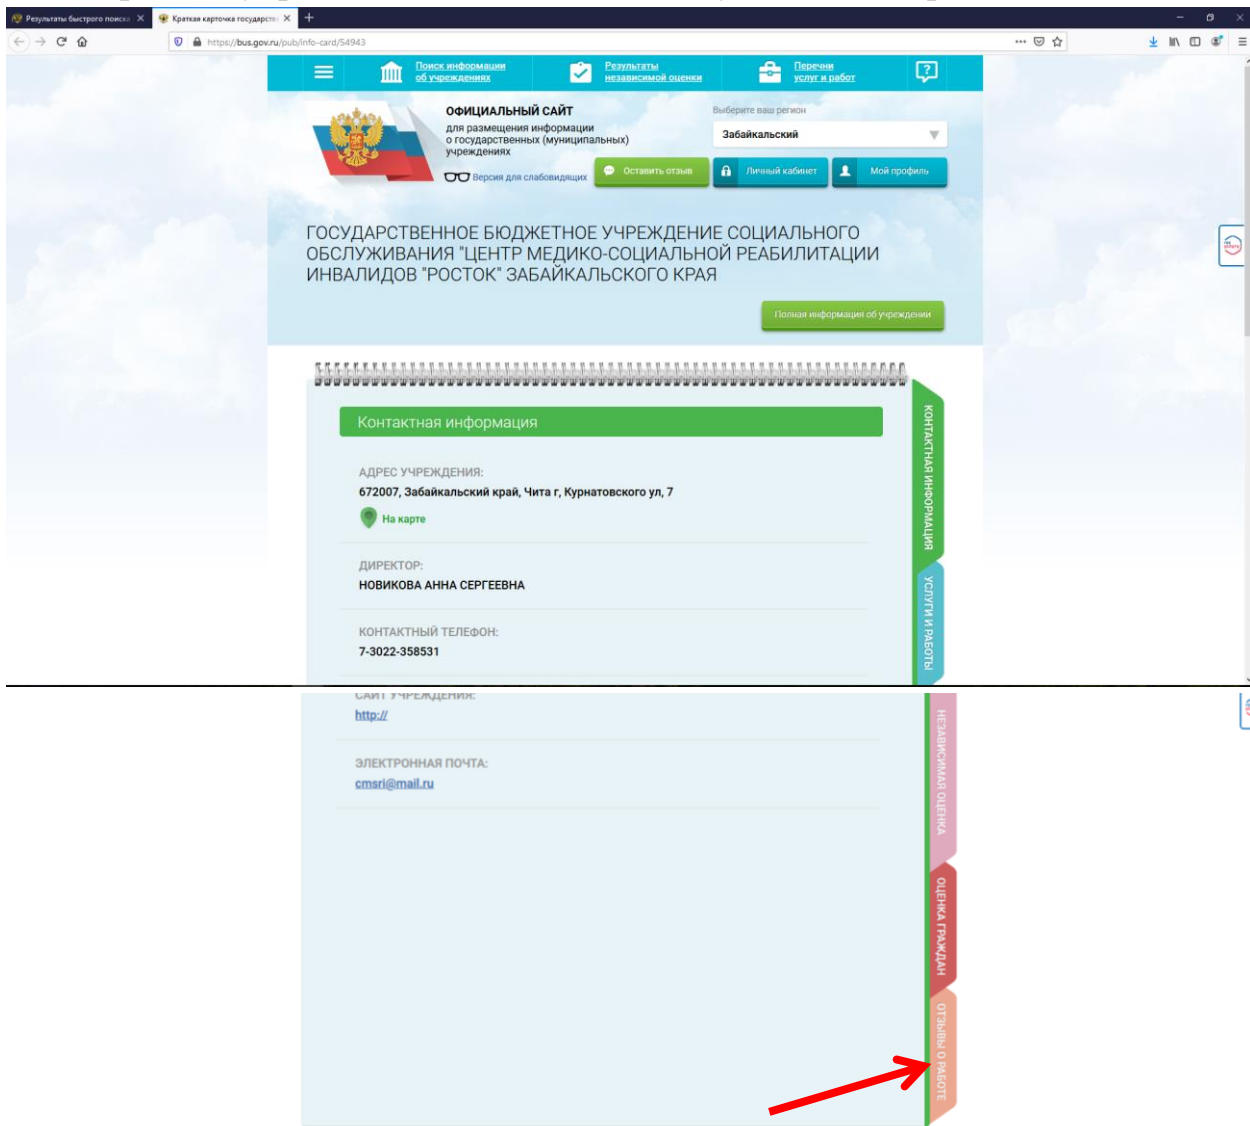 Результаты быстрого поиска
Краткая карточка государств
https://bus.gov.ru/pub/info-card/54943
Поиск информации
об учреждениях
Результаты
независимой оценки
Перечни
услуг и работ
ОФИЦИАЛЬНЫЙ САЙТ
для размещения информации
о государственных (муниципальных)
учреждениях
Версия для слабовидящих
Выберите ваш регион
Забайкальский
Оставить отзыв
Личный кабинет
Мой профиль
ГОСУДАРСТВЕННОЕ БЮДЖЕТНОЕ УЧРЕЖДЕНИЕ СОЦИАЛЬНОГО
ОБСЛУЖИВАНИЯ "ЦЕНТР МЕДИКО-СОЦИАЛЬНОЙ РЕАБИЛИТАЦИИ
ИНВАЛИДОВ "РОСТОК" ЗАБАЙКАЛЬСКОГО КРАЯ
Полная информация об учреждении
Контактная информация
АДРЕС УЧРЕЖДЕНИЯ:
672007, Забайкальский край, Чита г, Курнатовского ул, 7
На карте
ДИРЕКТОР:
НОВИКОВА АННА СЕРГЕЕВНА
КОНТАКТНЫЙ ТЕЛЕФОН:
7-3022-358531
КОНТАКТНАЯ ИНФОРМАЦИЯ
УСЛУГИ И РАБОТЫ
САЙТ УЧРЕЖДЕНИЯ:
http://
ЭЛЕКТРОННАЯ ПОЧТА:
cmsri@mail.ru
НЕЗАВИСИМАЯ ОЦЕНКА
ОЦЕНКА ГРАЖДАН
ОТЗЫВЫ О РАБОТЕ